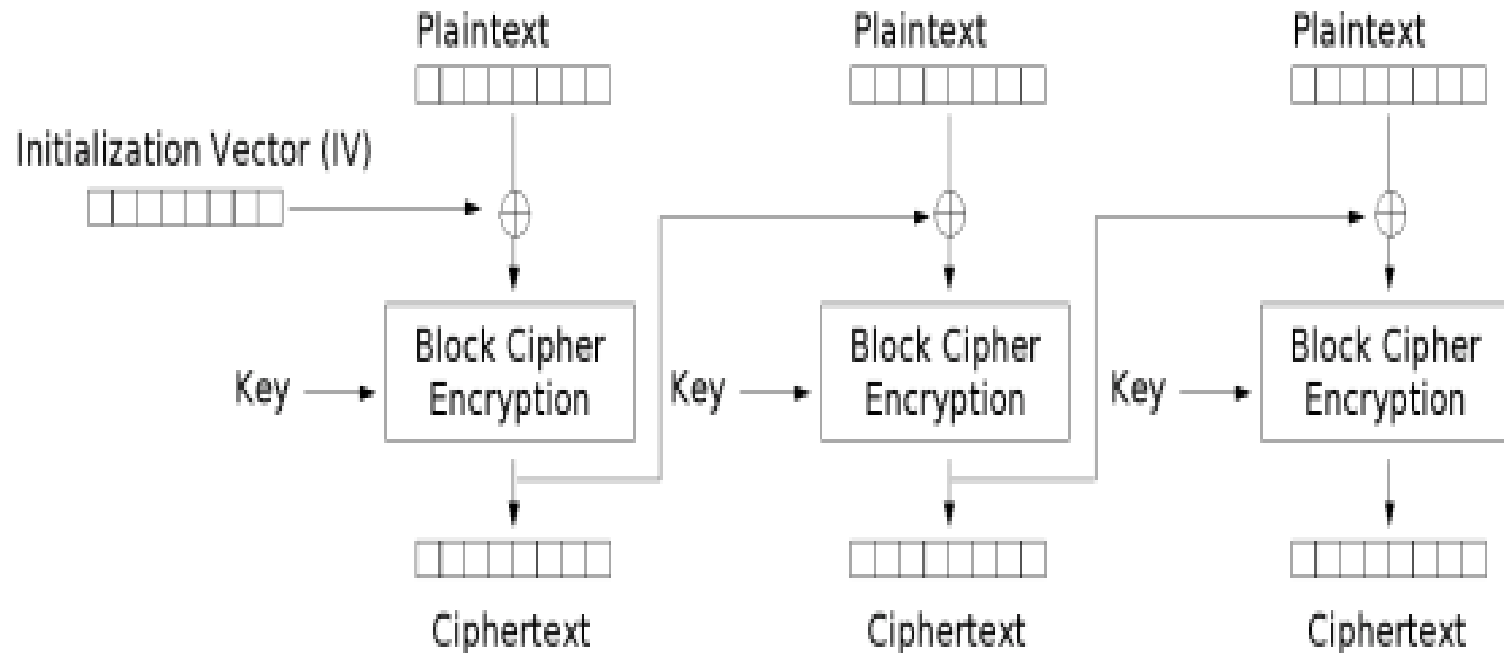 Plaintext
Plaintext
Plaintext
Initialization Vector (IV)
Block Cipher
Encryption
Block Cipher
Encryption
Block Cipher
Encryption
Key
Key
Key
Ciphertext
Ciphertext
Ciphertext